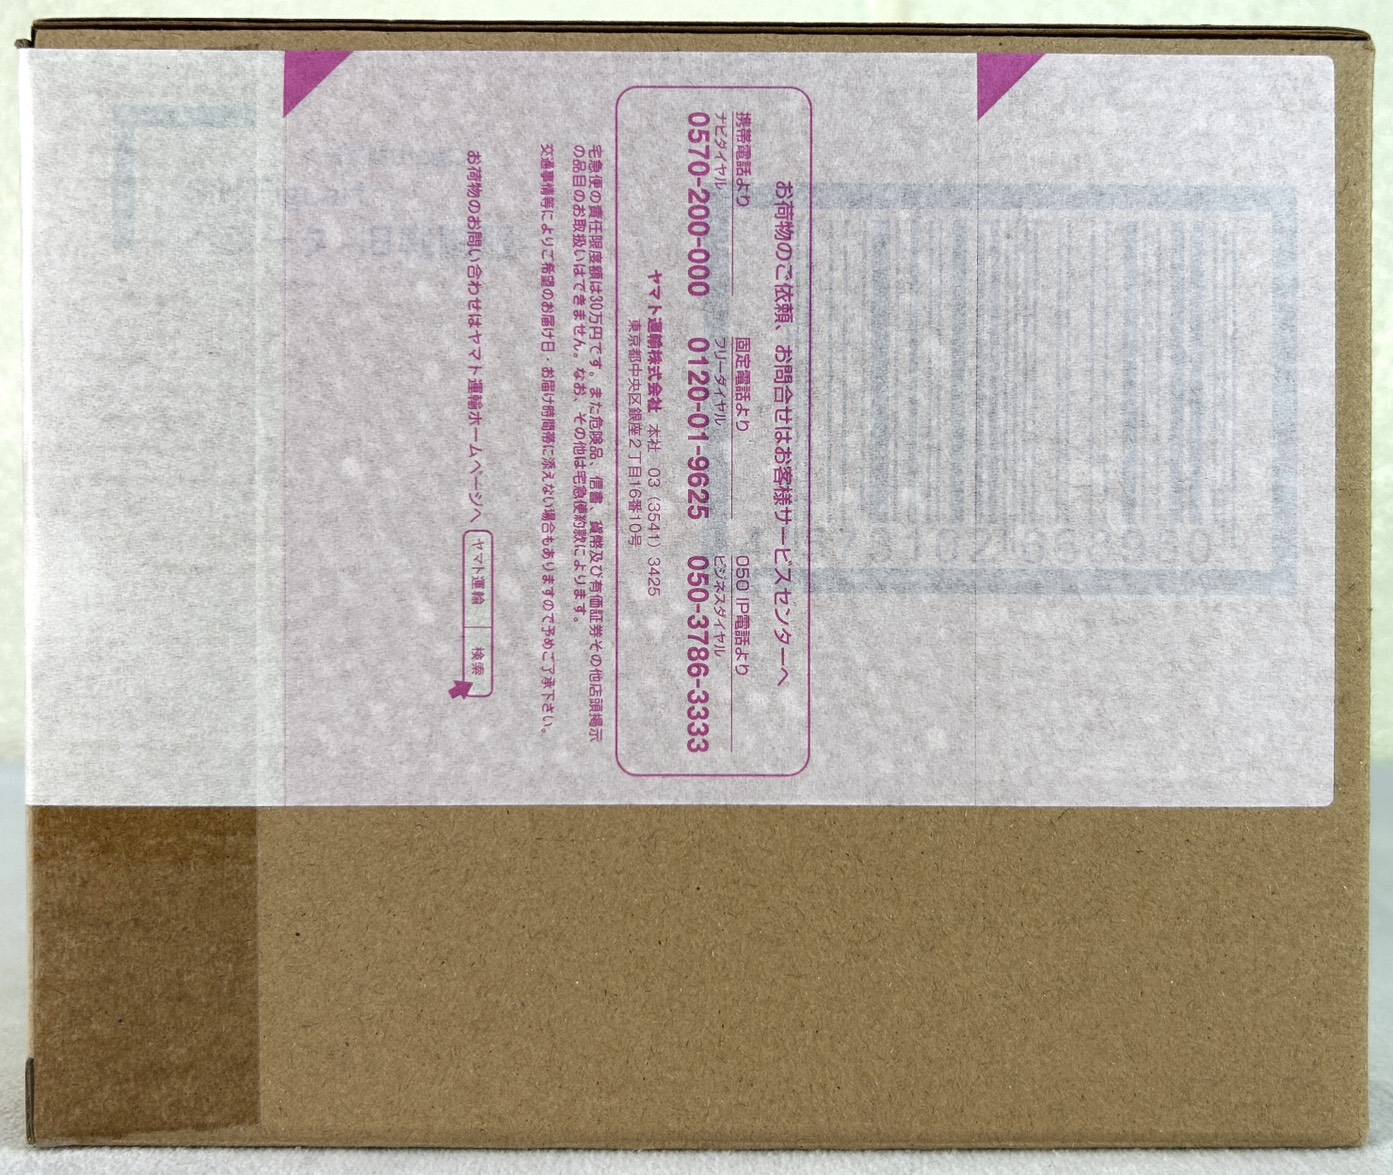 お荷物のご依頼、お問合せはお客様サービスセンターへ
携帯電話より 固定電話より 050 IP電話より
ナビダイヤル フリーダイヤル ビジネスダイヤル
0570-200-000 0120-01-9625 050-3786-3333
ヤマト運輸株式会社 本社 03（3541）3425
東京都中央区銀座２丁目16番10号
宅急便の責任限度額は30万円です。また危険品、信書、貨幣及び有価証券その他店頭掲示
の品目のお取扱いはできません。なお、その他は宅急便約款によります。
交通事情等によりご希望のお届け日・お届け時間帯に添えない場合もありますので予めご了承下さい。
お荷物のお問い合わせはヤマト運輸ホームページへ ヤマト運輸 検索